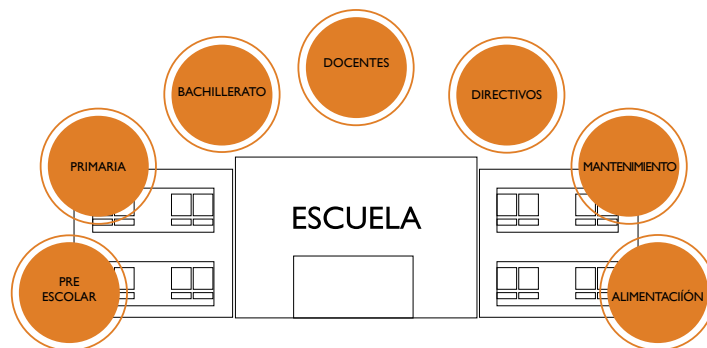 DOCENTES
BACHILLERATO
DIRECTIVOS
PRIMARIA
MANTENIMIENTO
ESCUELA
PRE
ESCOLAR
ALIMENTACIÍÓN